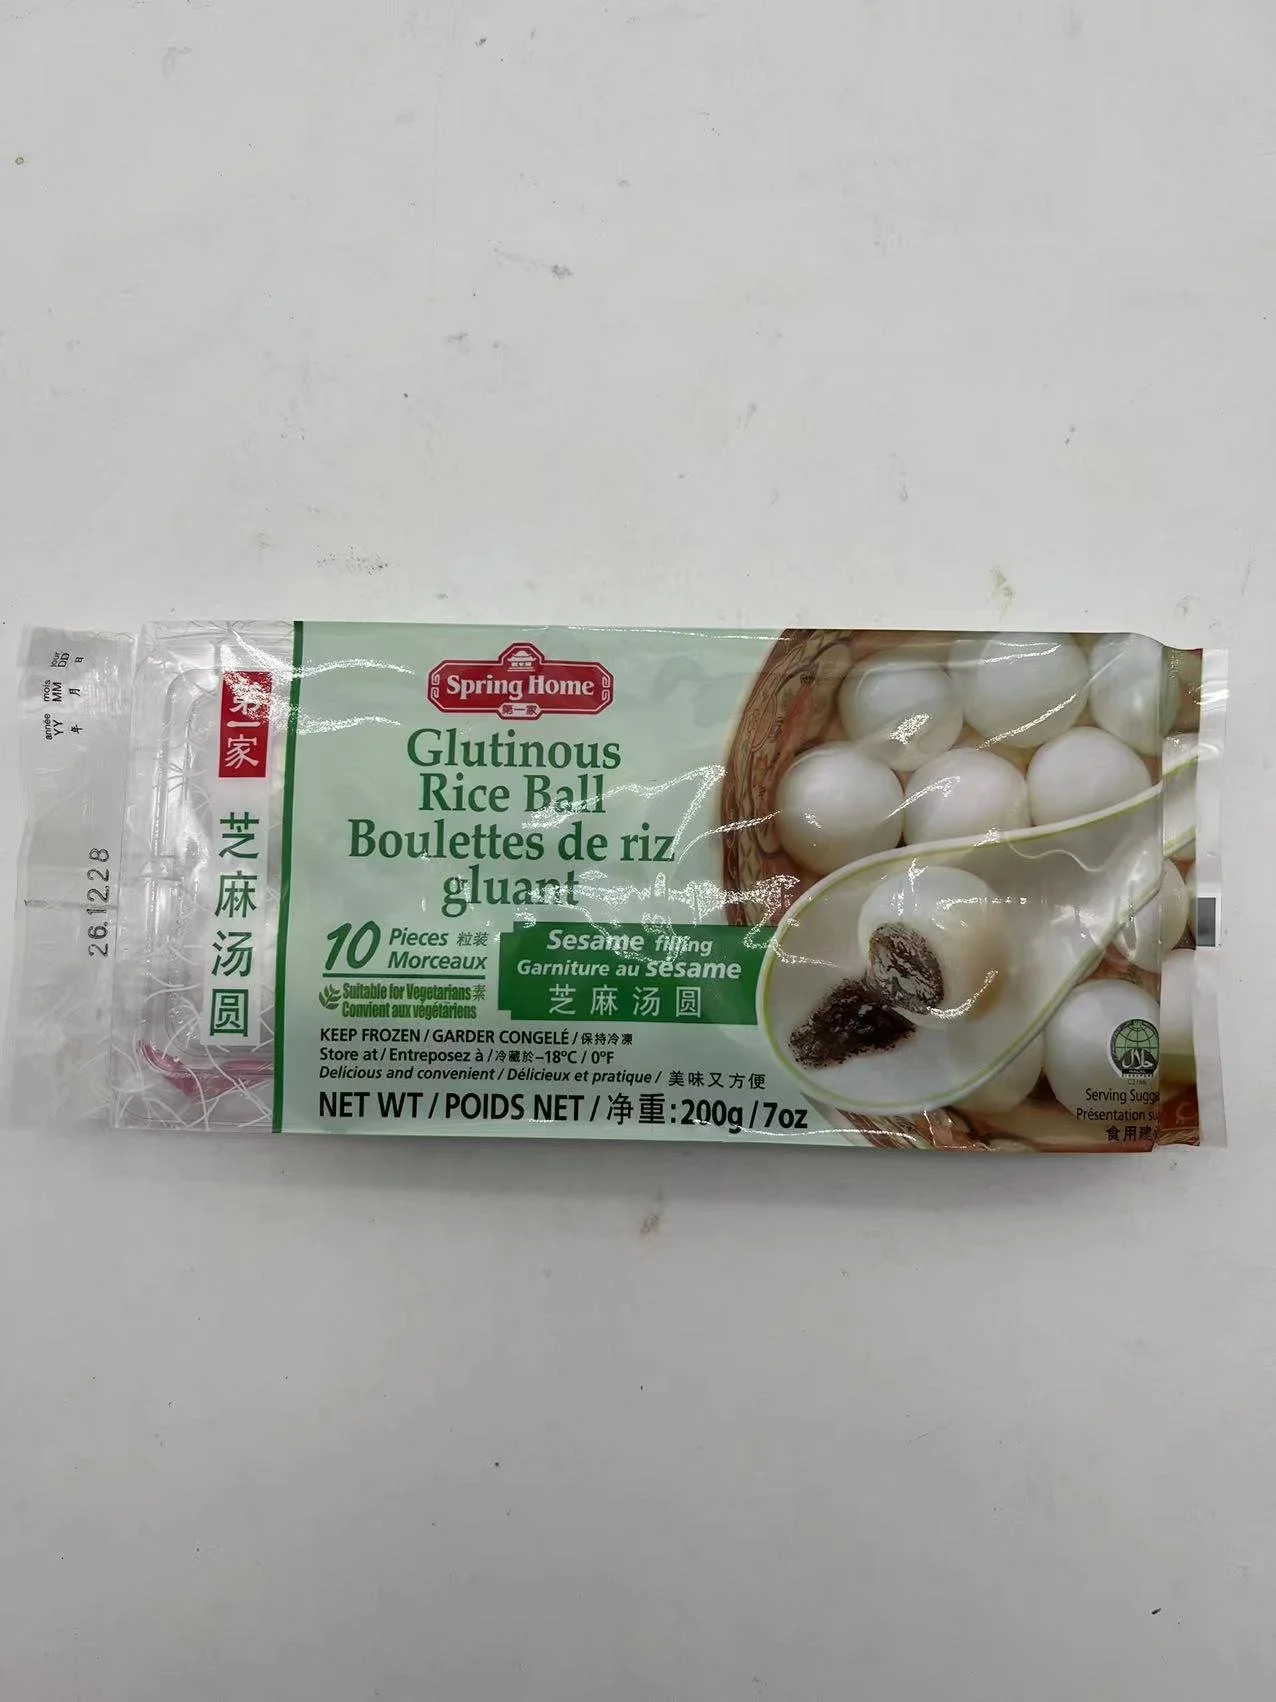 année mois jour
YY MM DD
年 月 日
26.12.28
第一家
芝麻汤圆
Spring Home
第一家
Glutinous
Rice Ball
Boulettes de riz
gluant
10 Pieces 粒装
Morceaux
Suitable for Vegetarians 素
Convient aux végétariens
Sesame filling
Garniture au sésame
芝麻汤圆
KEEP FROZEN / GARDER CONGELÉ / 保持冷凍
Store at / Entreposez à / 冷藏於 –18ºC / 0ºF
Delicious and convenient / Délicieux et pratique / 美味又方便
NET WT / POIDS NET / 净重: 200g / 7oz
Serving Sugge
Présentation su
食用建